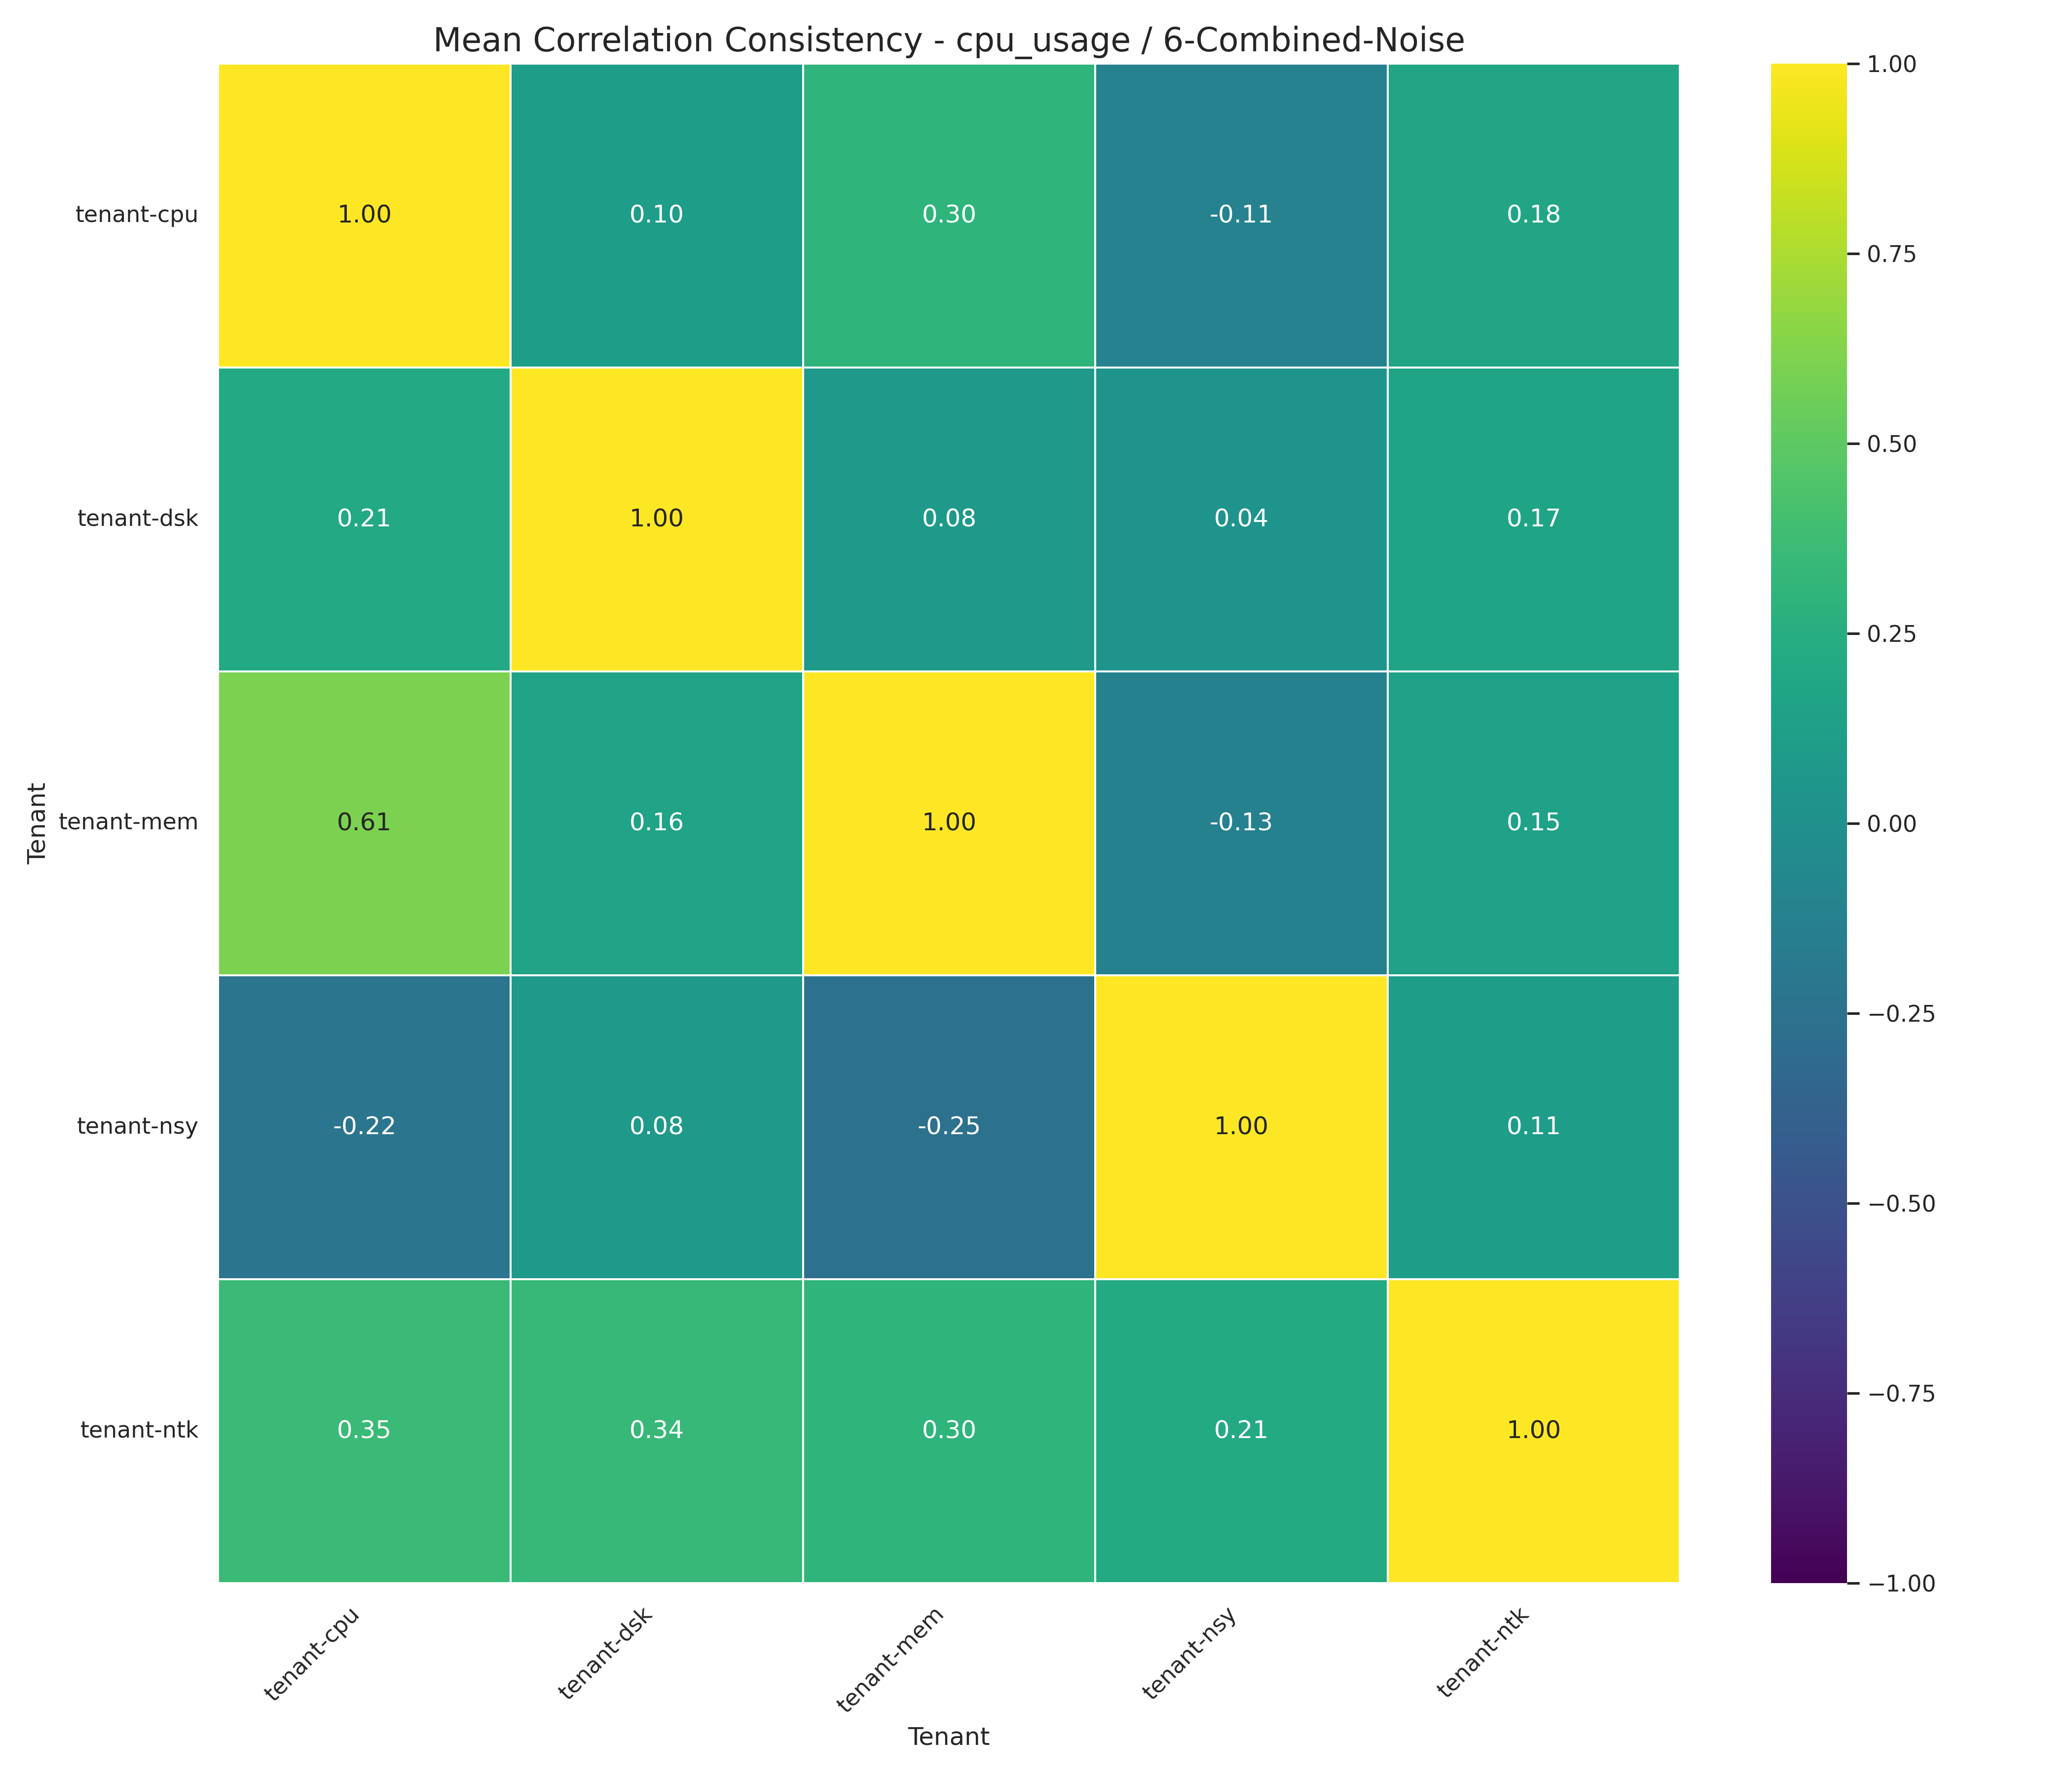 Mean Correlation Consistency - cpu_usage / 6-Combined-Noise
tenant-cpu 1.00 0.10 0.30 -0.11 0.18
tenant-dsk 0.21 1.00 0.08 0.04 0.17
tenant-mem 0.61 0.16 1.00 -0.13 0.15
tenant-nsy -0.22 0.08 -0.25 1.00 0.11
tenant-ntk 0.35 0.34 0.30 0.21 1.00
Tenant
tenant-cpu tenant-dsk tenant-mem tenant-nsy tenant-ntk
Tenant
1.00
0.75
0.50
0.25
0.00
−0.25
−0.50
−0.75
−1.00